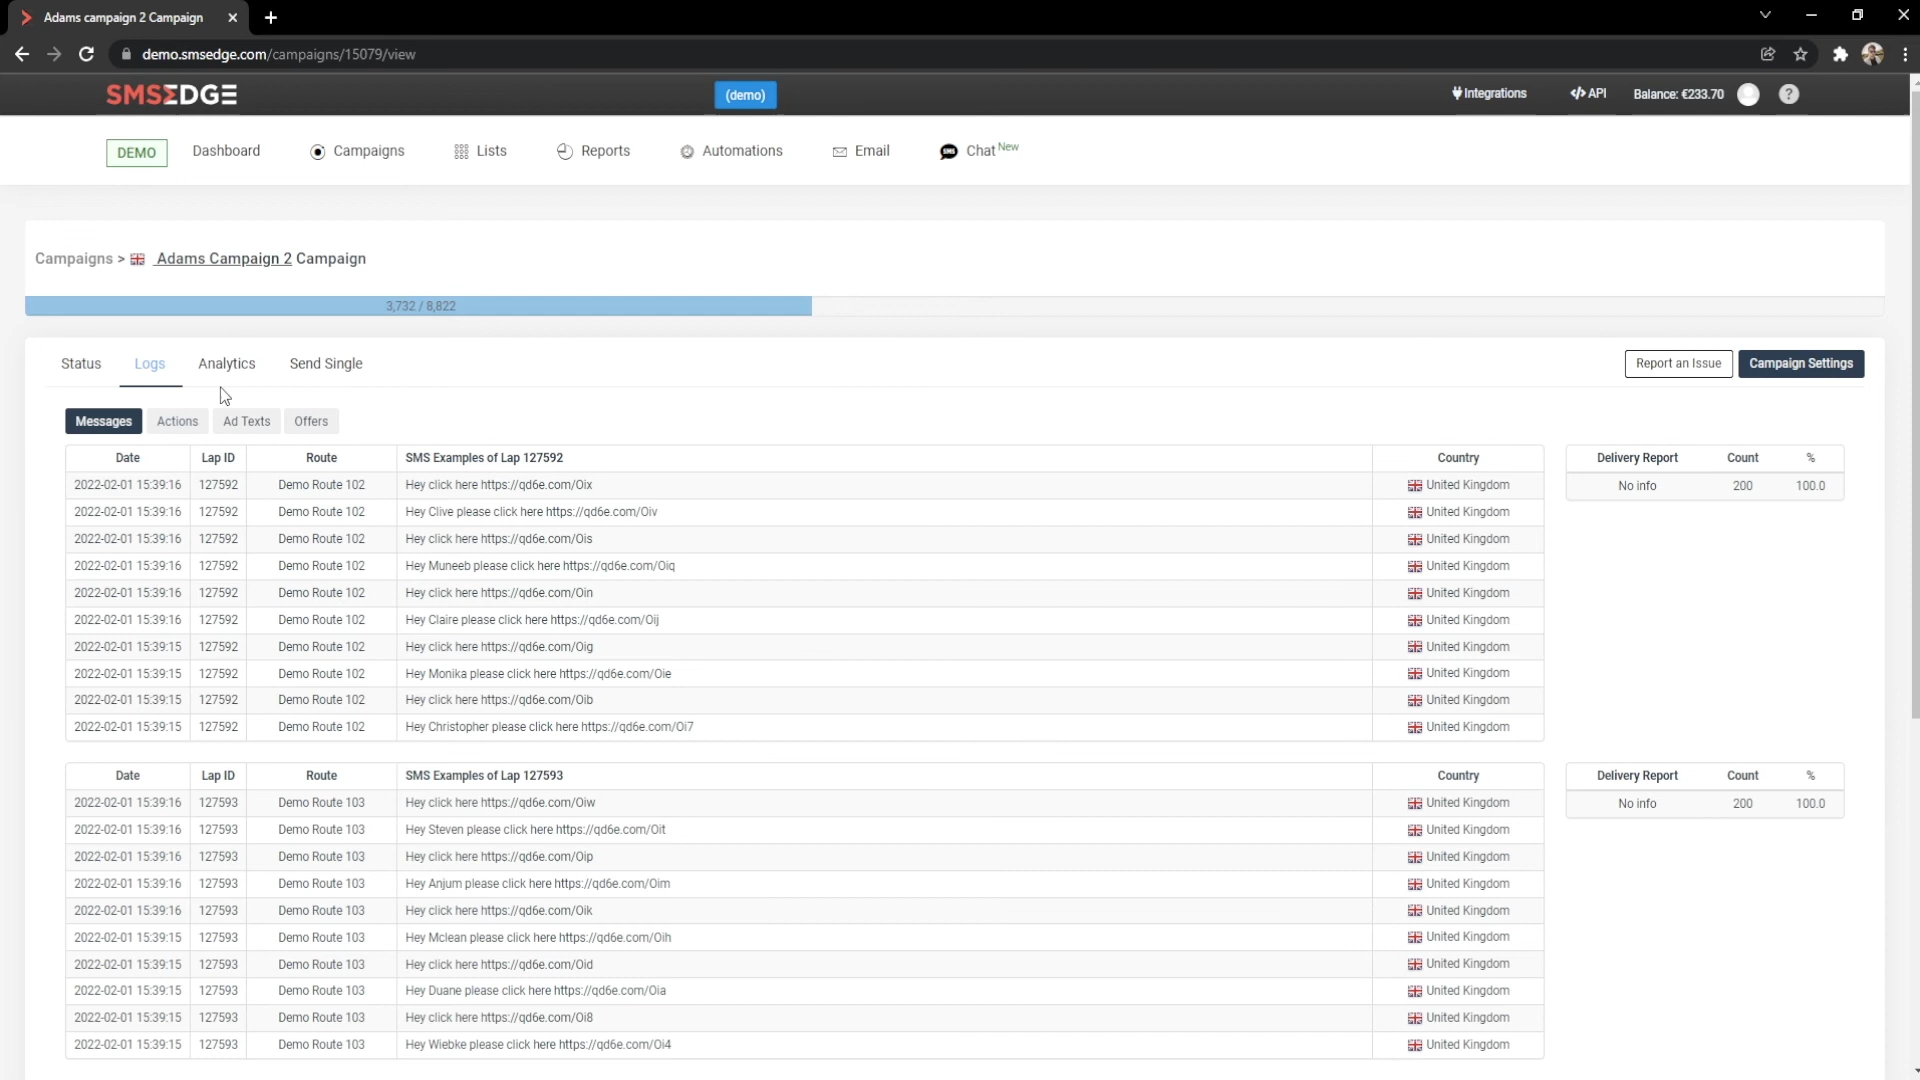 Adams campaign 2 Campaign
demo.smsedge.com/campaigns/15079/view
SMSEDGE (demo) Integrations </> API Balance: €233.70 ?
DEMO Dashboard Campaigns Lists Reports Automations Email Chat New
Campaigns > Adams Campaign 2 Campaign
3,732 / 8,822
Status Logs Analytics Send Single Report an Issue Campaign Settings
Messages Actions Ad Texts Offers
Date Lap ID Route SMS Examples of Lap 127592 Country Delivery Report Count %
2022-02-01 15:39:16 127592 Demo Route 102 Hey click here https://qd6e.com/Oix United Kingdom No info 200 100.0
2022-02-01 15:39:16 127592 Demo Route 102 Hey Clive please click here https://qd6e.com/Oiv United Kingdom
2022-02-01 15:39:16 127592 Demo Route 102 Hey click here https://qd6e.com/Ois United Kingdom
2022-02-01 15:39:16 127592 Demo Route 102 Hey Muneeb please click here https://qd6e.com/Oiq United Kingdom
2022-02-01 15:39:16 127592 Demo Route 102 Hey click here https://qd6e.com/Oin United Kingdom
2022-02-01 15:39:16 127592 Demo Route 102 Hey Claire please click here https://qd6e.com/Oij United Kingdom
2022-02-01 15:39:15 127592 Demo Route 102 Hey click here https://qd6e.com/Oig United Kingdom
2022-02-01 15:39:15 127592 Demo Route 102 Hey Monika please click here https://qd6e.com/Oie United Kingdom
2022-02-01 15:39:15 127592 Demo Route 102 Hey click here https://qd6e.com/Oib United Kingdom
2022-02-01 15:39:15 127592 Demo Route 102 Hey Christopher please click here https://qd6e.com/Oi7 United Kingdom
Date Lap ID Route SMS Examples of Lap 127593 Country Delivery Report Count %
2022-02-01 15:39:16 127593 Demo Route 103 Hey click here https://qd6e.com/Oiw United Kingdom No info 200 100.0
2022-02-01 15:39:16 127593 Demo Route 103 Hey Steven please click here https://qd6e.com/Oit United Kingdom
2022-02-01 15:39:16 127593 Demo Route 103 Hey click here https://qd6e.com/Oip United Kingdom
2022-02-01 15:39:16 127593 Demo Route 103 Hey Anjum please click here https://qd6e.com/Oim United Kingdom
2022-02-01 15:39:16 127593 Demo Route 103 Hey click here https://qd6e.com/Oik United Kingdom
2022-02-01 15:39:15 127593 Demo Route 103 Hey Mclean please click here https://qd6e.com/Oih United Kingdom
2022-02-01 15:39:15 127593 Demo Route 103 Hey click here https://qd6e.com/Oid United Kingdom
2022-02-01 15:39:15 127593 Demo Route 103 Hey Duane please click here https://qd6e.com/Oia United Kingdom
2022-02-01 15:39:15 127593 Demo Route 103 Hey click here https://qd6e.com/Oi8 United Kingdom
2022-02-01 15:39:15 127593 Demo Route 103 Hey Wiebke please click here https://qd6e.com/Oi4 United Kingdom